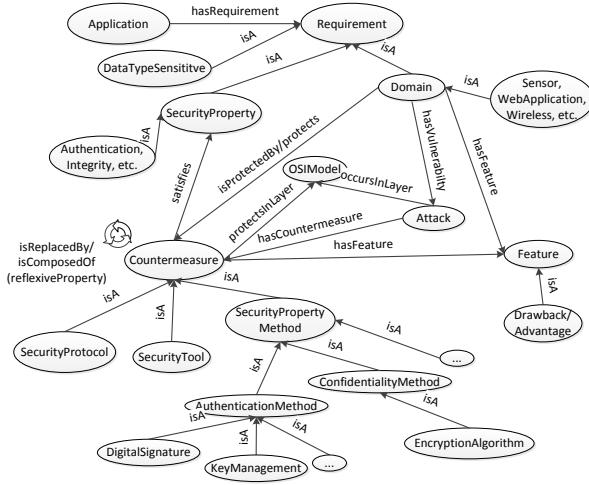 hasRequirement
Application
Requirement
isA
DataTypeSensititve
isA
isA
isA
Sensor,
WebApplication,
Wireless, etc.
Domain
SecurityProperty
isA
Authentication,
Integrity, etc.
isProtectedBy/protects
hasVulnerabilty
hasFeature
OSIModel
occursInLayer
satisfies
protectsInLayer
Attack
hasCountermeasure
isReplacedBy/
isComposedOf
(reflexiveProperty)
hasFeature
Countermeasure
Feature
isA
isA
isA
isA
SecurityProperty
Method
Drawback/
Advantage
SecurityProtocol
SecurityTool
isA
...
isA
isA
ConfidentialityMethod
AuthenticationMethod
isA
isA
isA
isA
DigitalSignature
EncryptionAlgorithm
KeyManagement
...